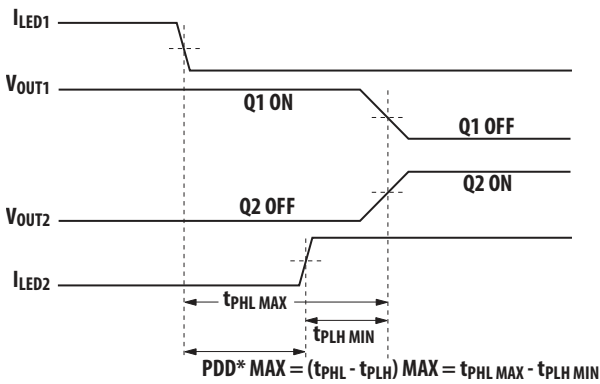 ILED1
VOUT1
Q1 ON
Q1 OFF
Q2 ON
Q2 OFF
VOUT2
ILED2
tPHL MAX
tPLH MIN
PDD* MAX = (tPHL - tPLH) MAX = tPHL MAX - tPLH MIN